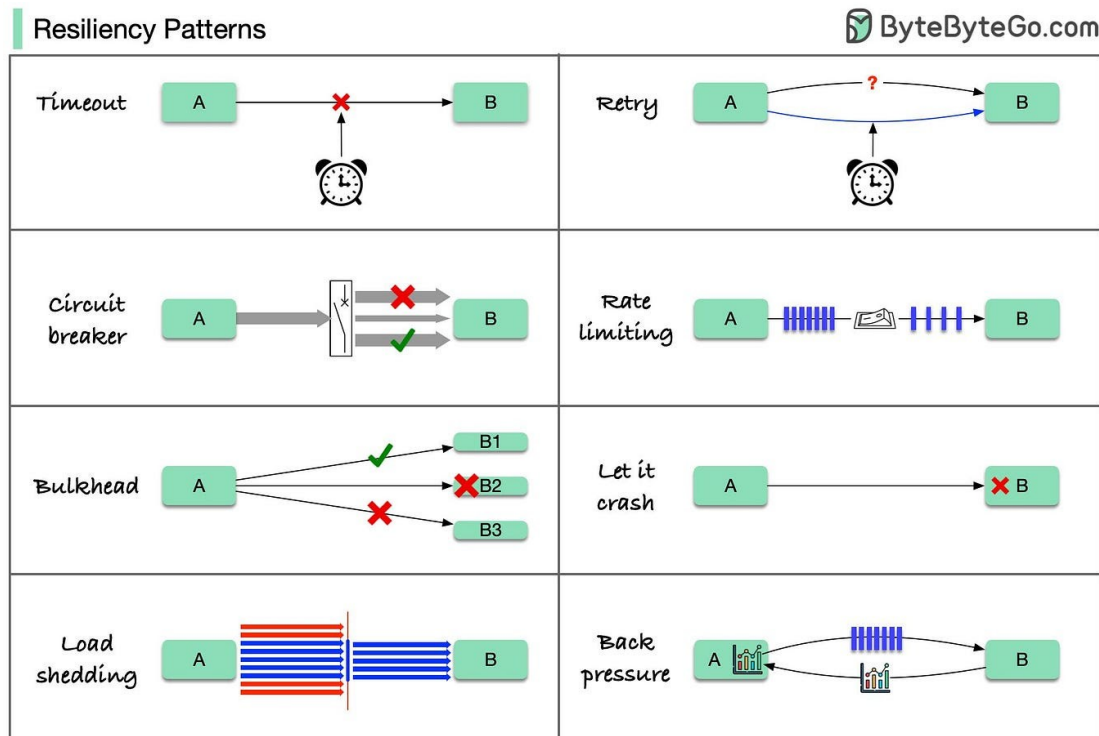 Resiliency Patterns
ByteByteGo.com
Timeout
A
B
Retry
A
?
B
Circuit
breaker
A
B
Rate
limiting
A
B
Bulkhead
A
B1
B2
B3
Let it
crash
A
B
Load
shedding
A
B
Back
pressure
A
B